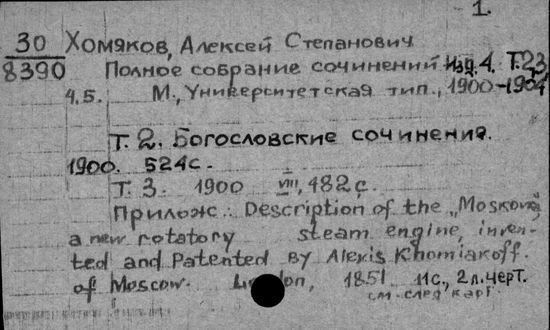 1.
30 Хомяков, Алексей Степанович
8390 Полное собрание сочинений Изд. 4. Т. 2, 3,
4. 5. М., Университетская тип., 1900-1904
Т. 2. Богословские сочинения.
1900. 524 с.
Т. 3. 1900 VIII, 482 с.
Прилож.: Description of the „Moskovka"
a new rotatory steam engine, inven-
ted and Patented by Alexis Khomiakoff.
of Moscow. London, 1851 11 с., 2 л. черт.
см. след карт.